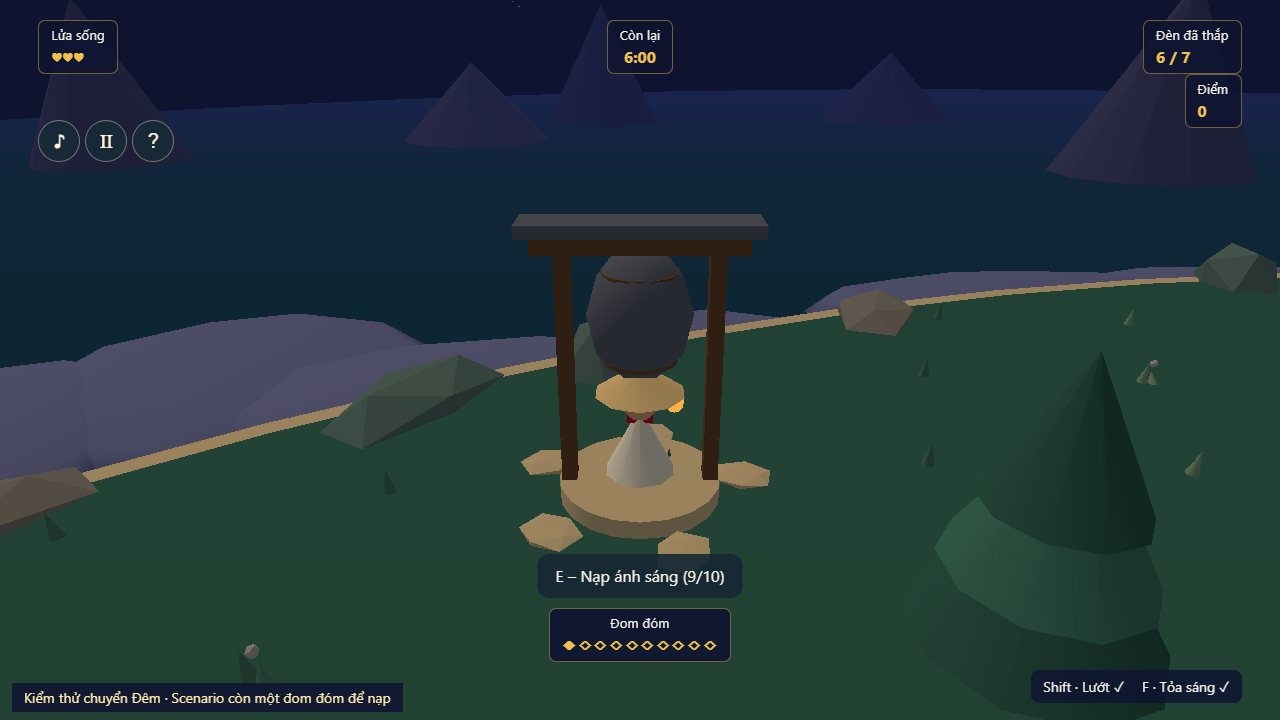 Lửa sống
Còn lại
6:00
Đèn đã thắp
6 / 7
Điểm
0
II
?
E – Nạp ánh sáng (9/10)
Đom đóm
Kiểm thử chuyển Đêm · Scenario còn một đom đóm để nạp
Shift · Lướt ✓ F · Tỏa sáng ✓